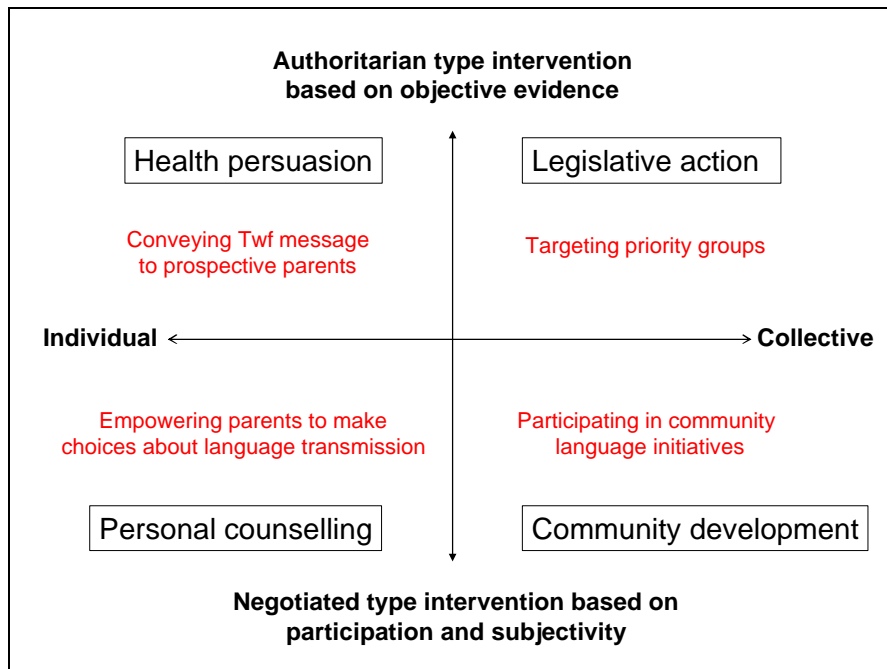 Authoritarian type intervention
based on objective evidence
Health persuasion
Legislative action
Conveying Twf message
to prospective parents
Targeting priority groups
Individual
Collective
Empowering parents to make
choices about language transmission
Participating in community
language initiatives
Personal counselling
Community development
Negotiated type intervention based on
participation and subjectivity